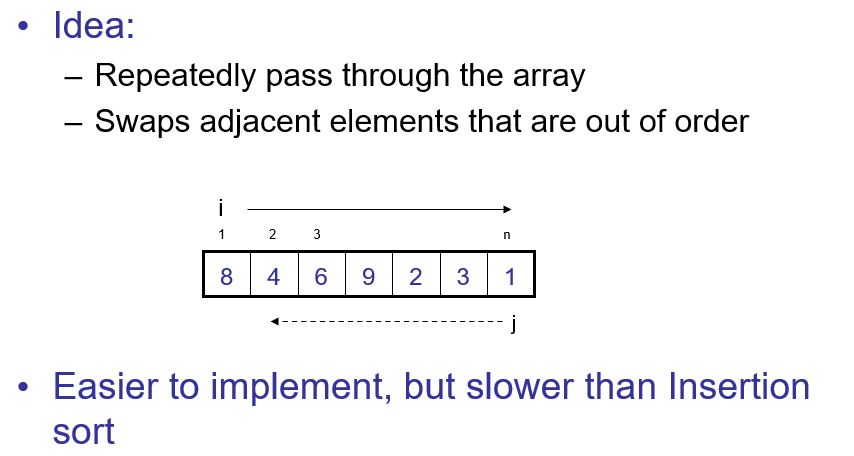 • Idea:
– Repeatedly pass through the array
– Swaps adjacent elements that are out of order
i
1 2 3 n
8 4 6 9 2 3 1
j
• Easier to implement, but slower than Insertion
sort